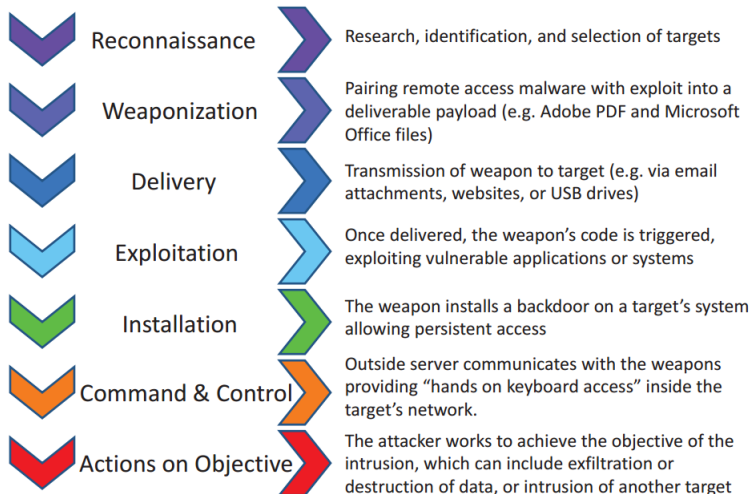 Reconnaissance
Research, identification, and selection of targets
Weaponization
Pairing remote access malware with exploit into a
deliverable payload (e.g. Adobe PDF and Microsoft
Office files)
Delivery
Transmission of weapon to target (e.g. via email
attachments, websites, or USB drives)
Exploitation
Once delivered, the weapon's code is triggered,
exploiting vulnerable applications or systems
Installation
The weapon installs a backdoor on a target's system
allowing persistent access
Command & Control
Outside server communicates with the weapons
providing “hands on keyboard access” inside the
target's network.
Actions on Objective
The attacker works to achieve the objective of the
intrusion, which can include exfiltration or
destruction of data, or intrusion of another target